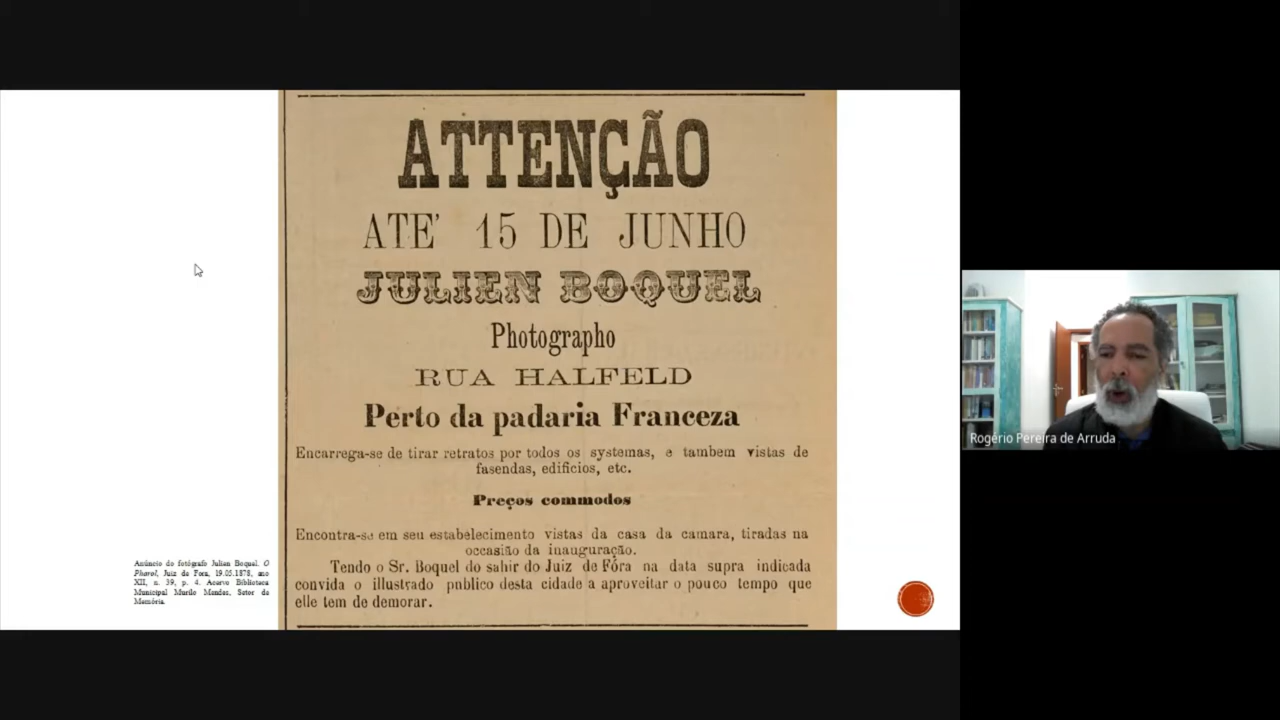 ATTENÇÃO
ATE' 15 DE JUNHO
JULIEN BOQUEL
Photographo
RUA HALFELD
Perto da padaria Franceza
Encarrega-se de tirar retratos por todos os systemas, e tambem vistas de
fasendas, edificios, etc.
Preços commodos
Encontra-se em seu estabelecimento vistas da casa da camara, tiradas na
occasião da inauguração.
Tendo o Sr. Boquel do sahir do Juiz de Fóra na data supra indicada
convida o illustrado publico desta cidade a aproveitar o pouco tempo que
elle tem de demorar.
Anúncio do fotógrafo Julien Boquel. O
Pharol, Juiz de Fora, 19.05.1878, ano
XII, n. 39, p. 4. Acervo Biblioteca
Municipal Murilo Mendes, Setor da
Memória.
Rogério Pereira de Arruda